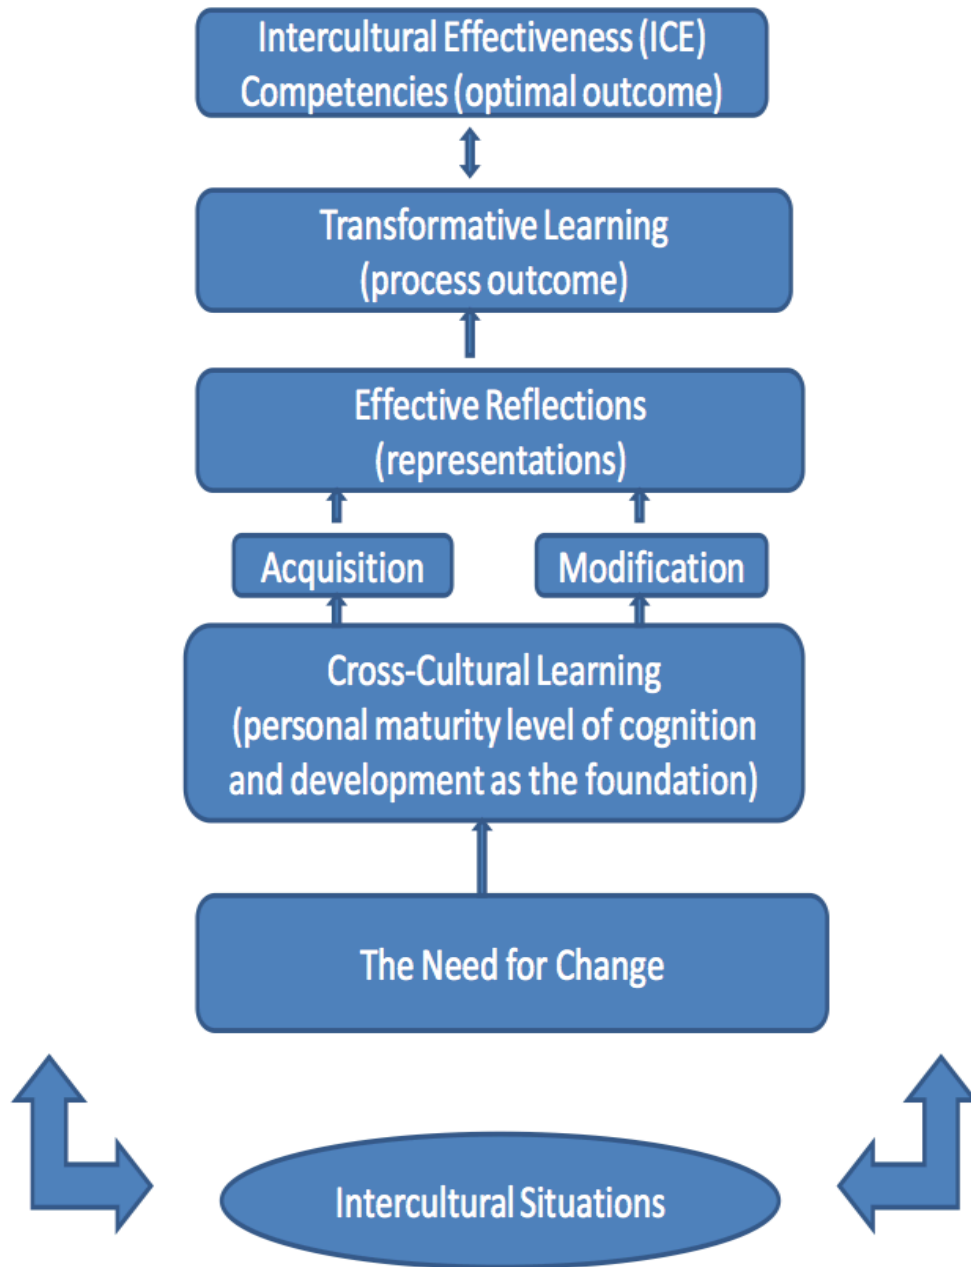 Intercultural Effectiveness (ICE)
Competencies (optimal outcome)
Transformative Learning
(process outcome)
Effective Reflections
(representations)
Acquisition
Modification
Cross-Cultural Learning
(personal maturity level of cognition
and development as the foundation)
The Need for Change
Intercultural Situations